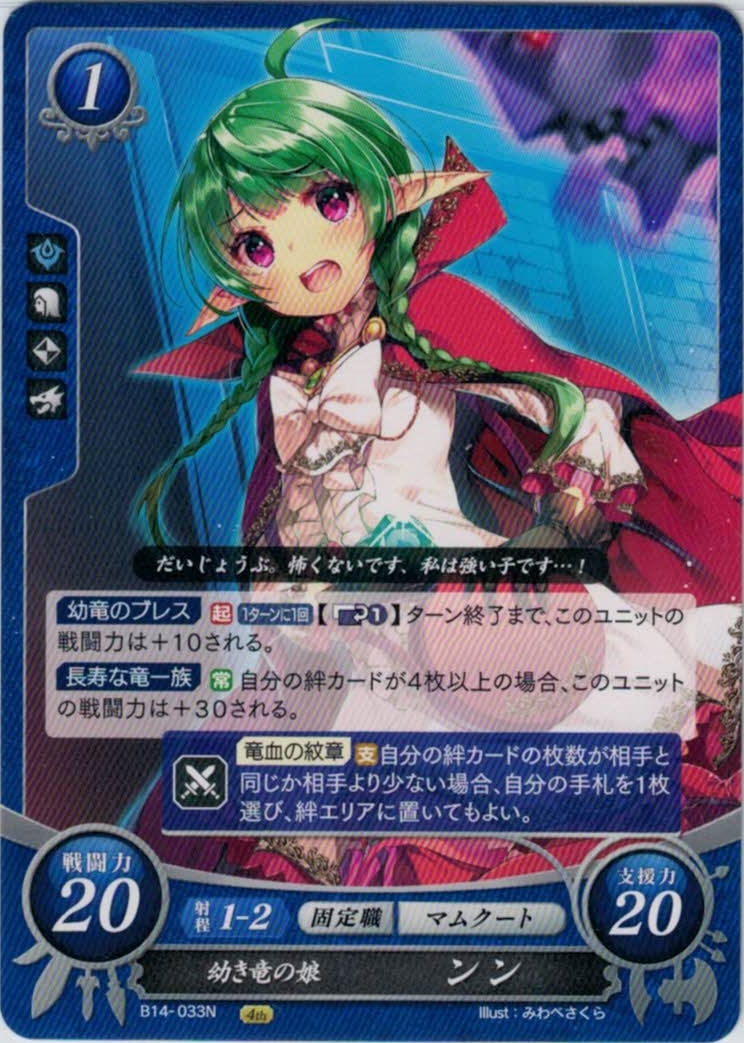 1
だいじょうぶ。怖くないです、私は強い子です…!
幼竜のブレス 起 1ターンに1回【 1】ターン終了まで、このユニットの
戦闘力は+10される。
長寿な竜一族 常 自分の絆カードが4枚以上の場合、このユニット
の戦闘力は+30される。
竜血の紋章 支 自分の絆カードの枚数が相手と
同じか相手より少ない場合、自分の手札を1枚
選び、絆エリアに置いてもよい。
戦闘力
20
射程 1-2 固定職 マムクート
支援力
20
幼き竜の娘 ンン
B14-033N 4th Illust:みわべさくら